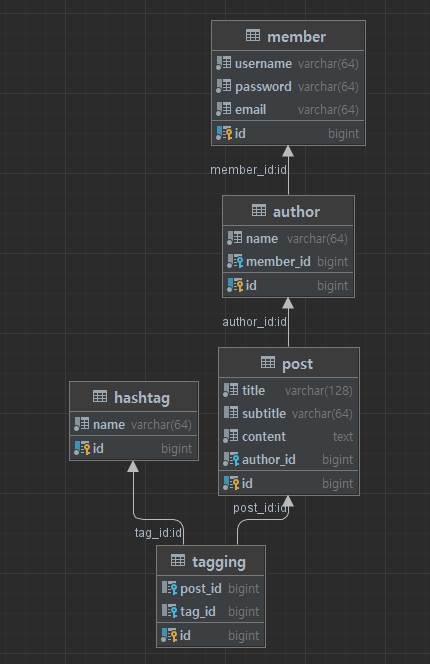 member
username varchar(64)
password varchar(64)
email varchar(64)
id bigint
member_id:id
author
name varchar(64)
member_id bigint
id bigint
author_id:id
post
title varchar(128)
subtitle varchar(64)
content text
author_id bigint
id bigint
hashtag
name varchar(64)
id bigint
post_id:id
tag_id:id
tagging
post_id bigint
tag_id bigint
id bigint